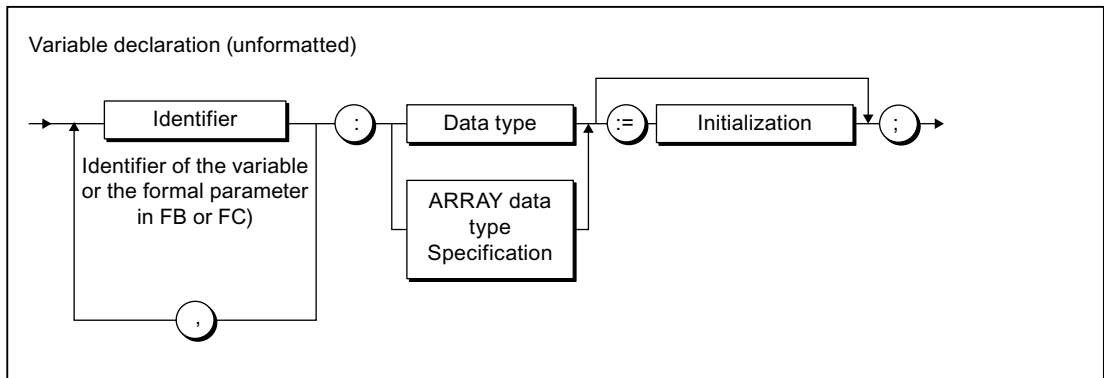 Variable declaration (unformatted)
Identifier
:
Data type
:=
Initialization
;
Identifier of the variable
or the formal parameter
in FB or FC)
ARRAY data
type
Specification
,